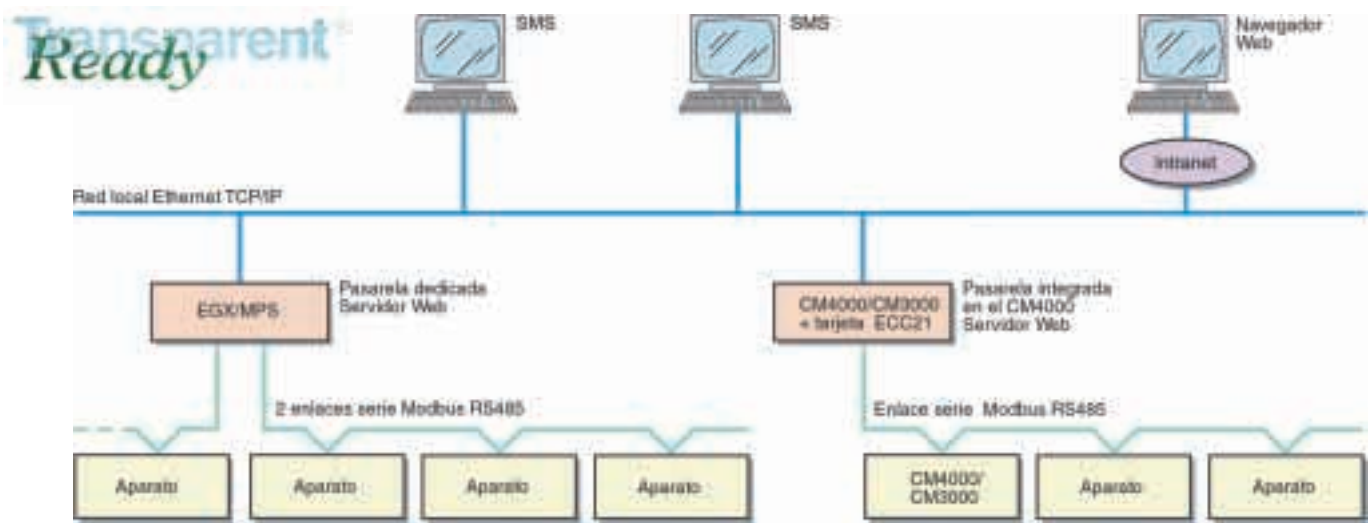 Transparent
Ready
SMS
SMS
Navegador
Web
Intranet
Red local Ethernet TCP/IP
EGX/MPS
Pasarela dedicada
Servidor Web
CM4000/CM3000
+ tarjeta ECC21
Pasarela integrada
en el CM4000
Servidor Web
2 enlaces serie Modbus RS485
Enlace serie Modbus RS485
Aparato
Aparato
Aparato
Aparato
CM4000/
CM3000
Aparato
Aparato